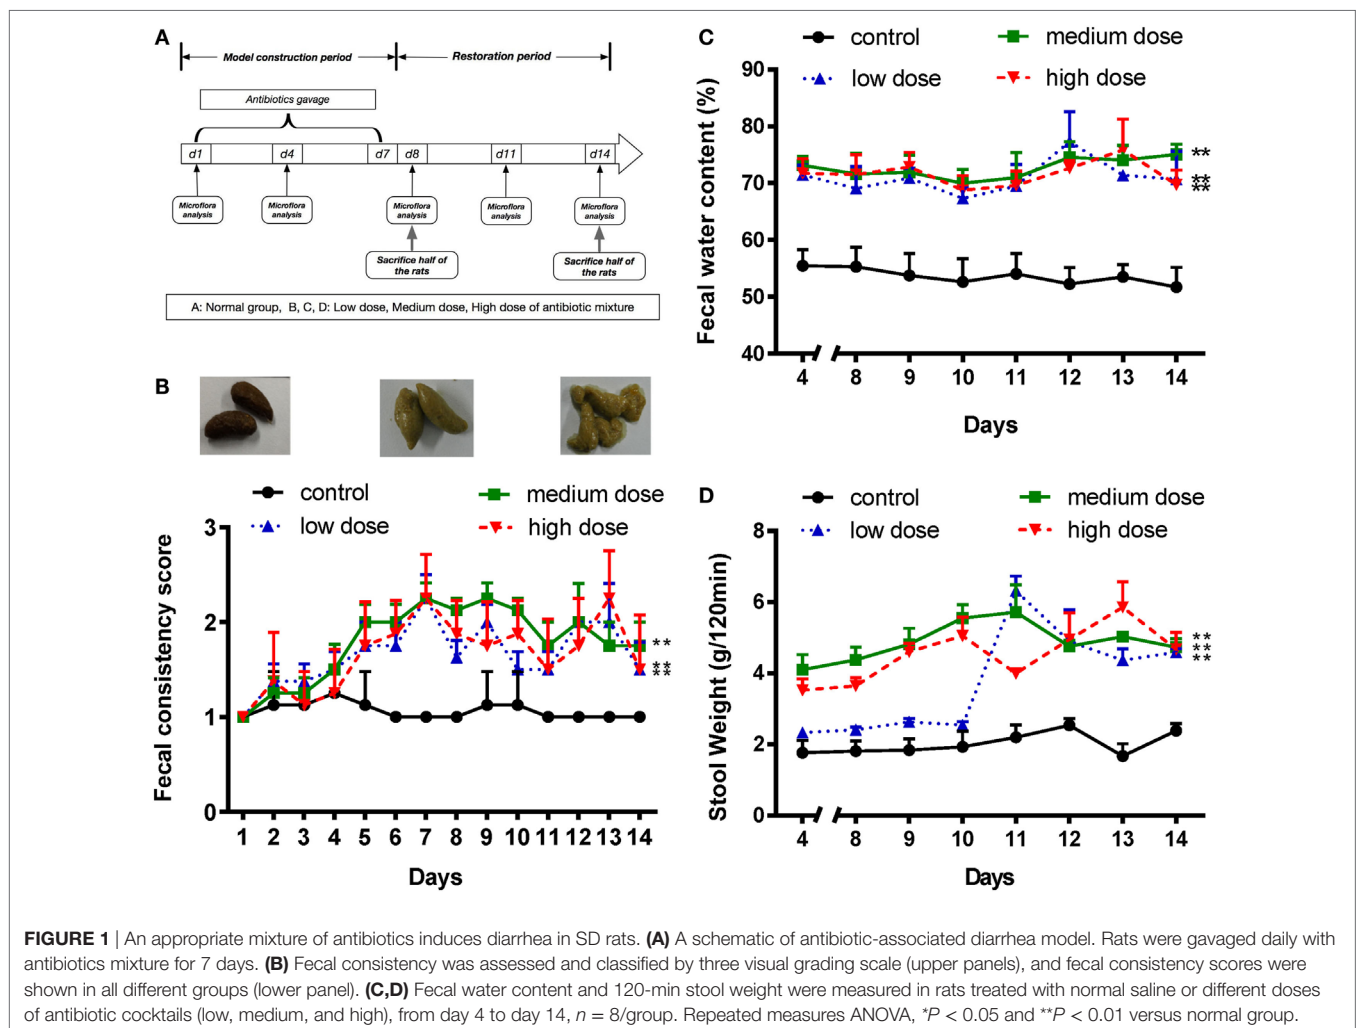 A
Model construction period
Restoration period
Antibiotics gavage
d1
d4
d7
d8
d11
d14
Microflora
analysis
Microflora
analysis
Microflora
analysis
Microflora
analysis
Microflora
analysis
Sacrifice half of
the rats
Sacrifice half of
the rats
A: Normal group, B, C, D: Low dose, Medium dose, High dose of antibiotic mixture
B
control
medium dose
low dose
high dose
Fecal consistency score
3
2
1
0
1 2 3 4 5 6 7 8 9 10 11 12 13 14
Days
**
**
**
C
control
medium dose
low dose
high dose
Fecal water content (%)
90
80
70
60
50
40
4 8 9 10 11 12 13 14
Days
**
**
**
D
control
medium dose
low dose
high dose
Stool Weight (g/120min)
8
6
4
2
0
4 8 9 10 11 12 13 14
Days
**
**
**
FIGURE 1 | An appropriate mixture of antibiotics induces diarrhea in SD rats. (A) A schematic of antibiotic-associated diarrhea model. Rats were gavaged daily with
antibiotics mixture for 7 days. (B) Fecal consistency was assessed and classified by three visual grading scale (upper panels), and fecal consistency scores were
shown in all different groups (lower panel). (C,D) Fecal water content and 120-min stool weight were measured in rats treated with normal saline or different doses
of antibiotic cocktails (low, medium, and high), from day 4 to day 14, n = 8/group. Repeated measures ANOVA, *P < 0.05 and **P < 0.01 versus normal group.